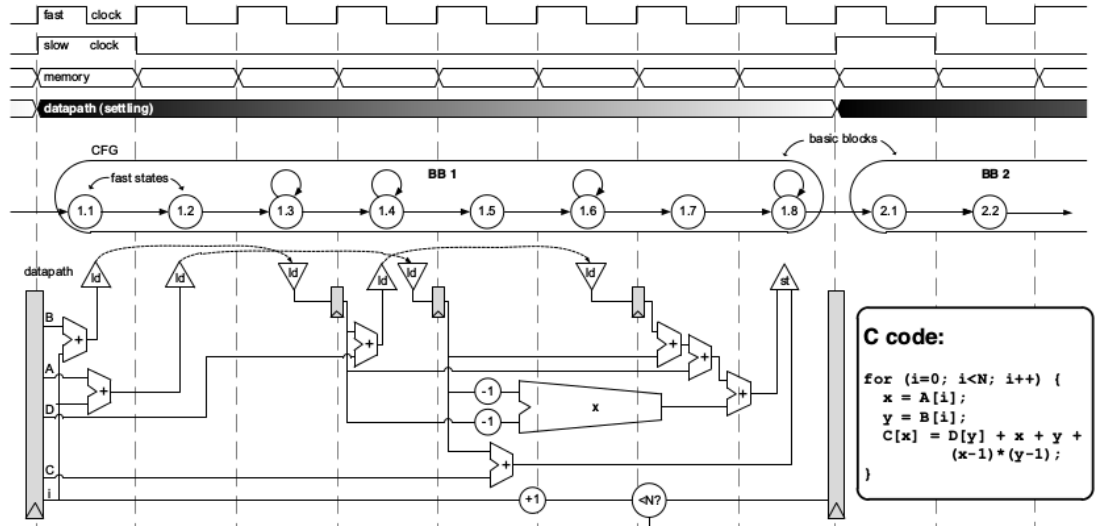 fast clock
slow clock
memory
datapath (settling)
basic blocks
CFG
fast states
BB 1
BB 2
1.1 1.2 1.3 1.4 1.5 1.6 1.7 1.8 2.1 2.2
datapath
ld ld ld ld ld ld st
B
+
+
+
+
A
+
D
+
-1
x
-1
+
C
i
+1
<N?
C code:
for (i=0; i<N; i++) {
x = A[i];
y = B[i];
C[x] = D[y] + x + y +
(x-1)*(y-1);
}